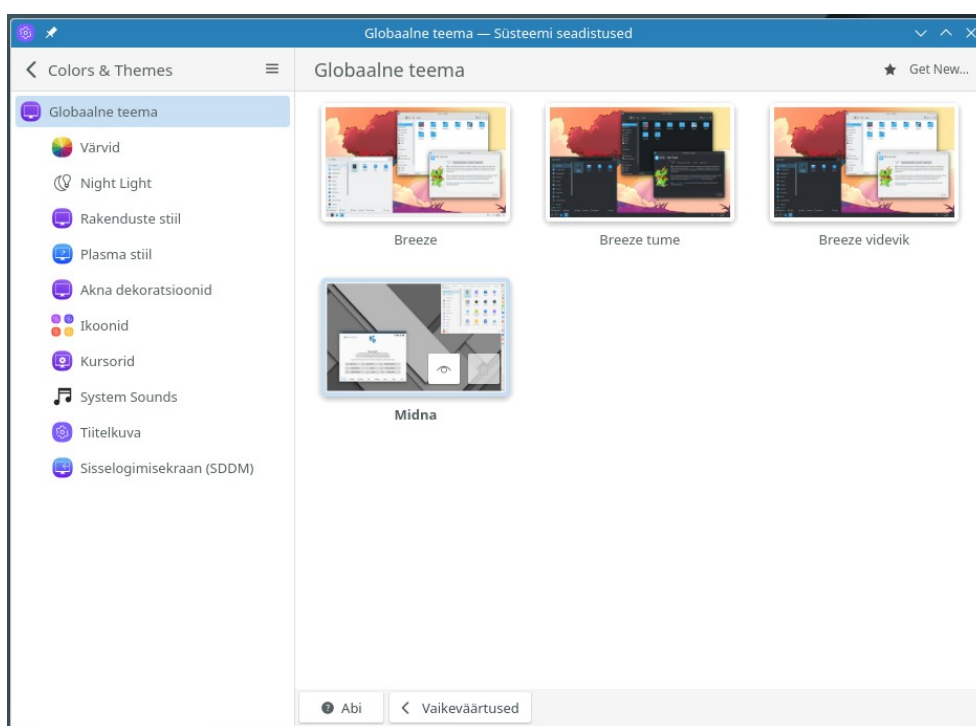 Globaalne teema — Süsteemi seadistused
Colors & Themes
Globaalne teema
Värvid
Night Light
Rakenduste stiil
Plasma stiil
Akna dekoratsioonid
Ikoonid
Kursorid
System Sounds
Tiitelkuva
Sisselogimisekraan (SDDM)
Globaalne teema
Get New...
Breeze
Breeze tume
Breeze videvik
Midna
Abi
Vaikeväärtused